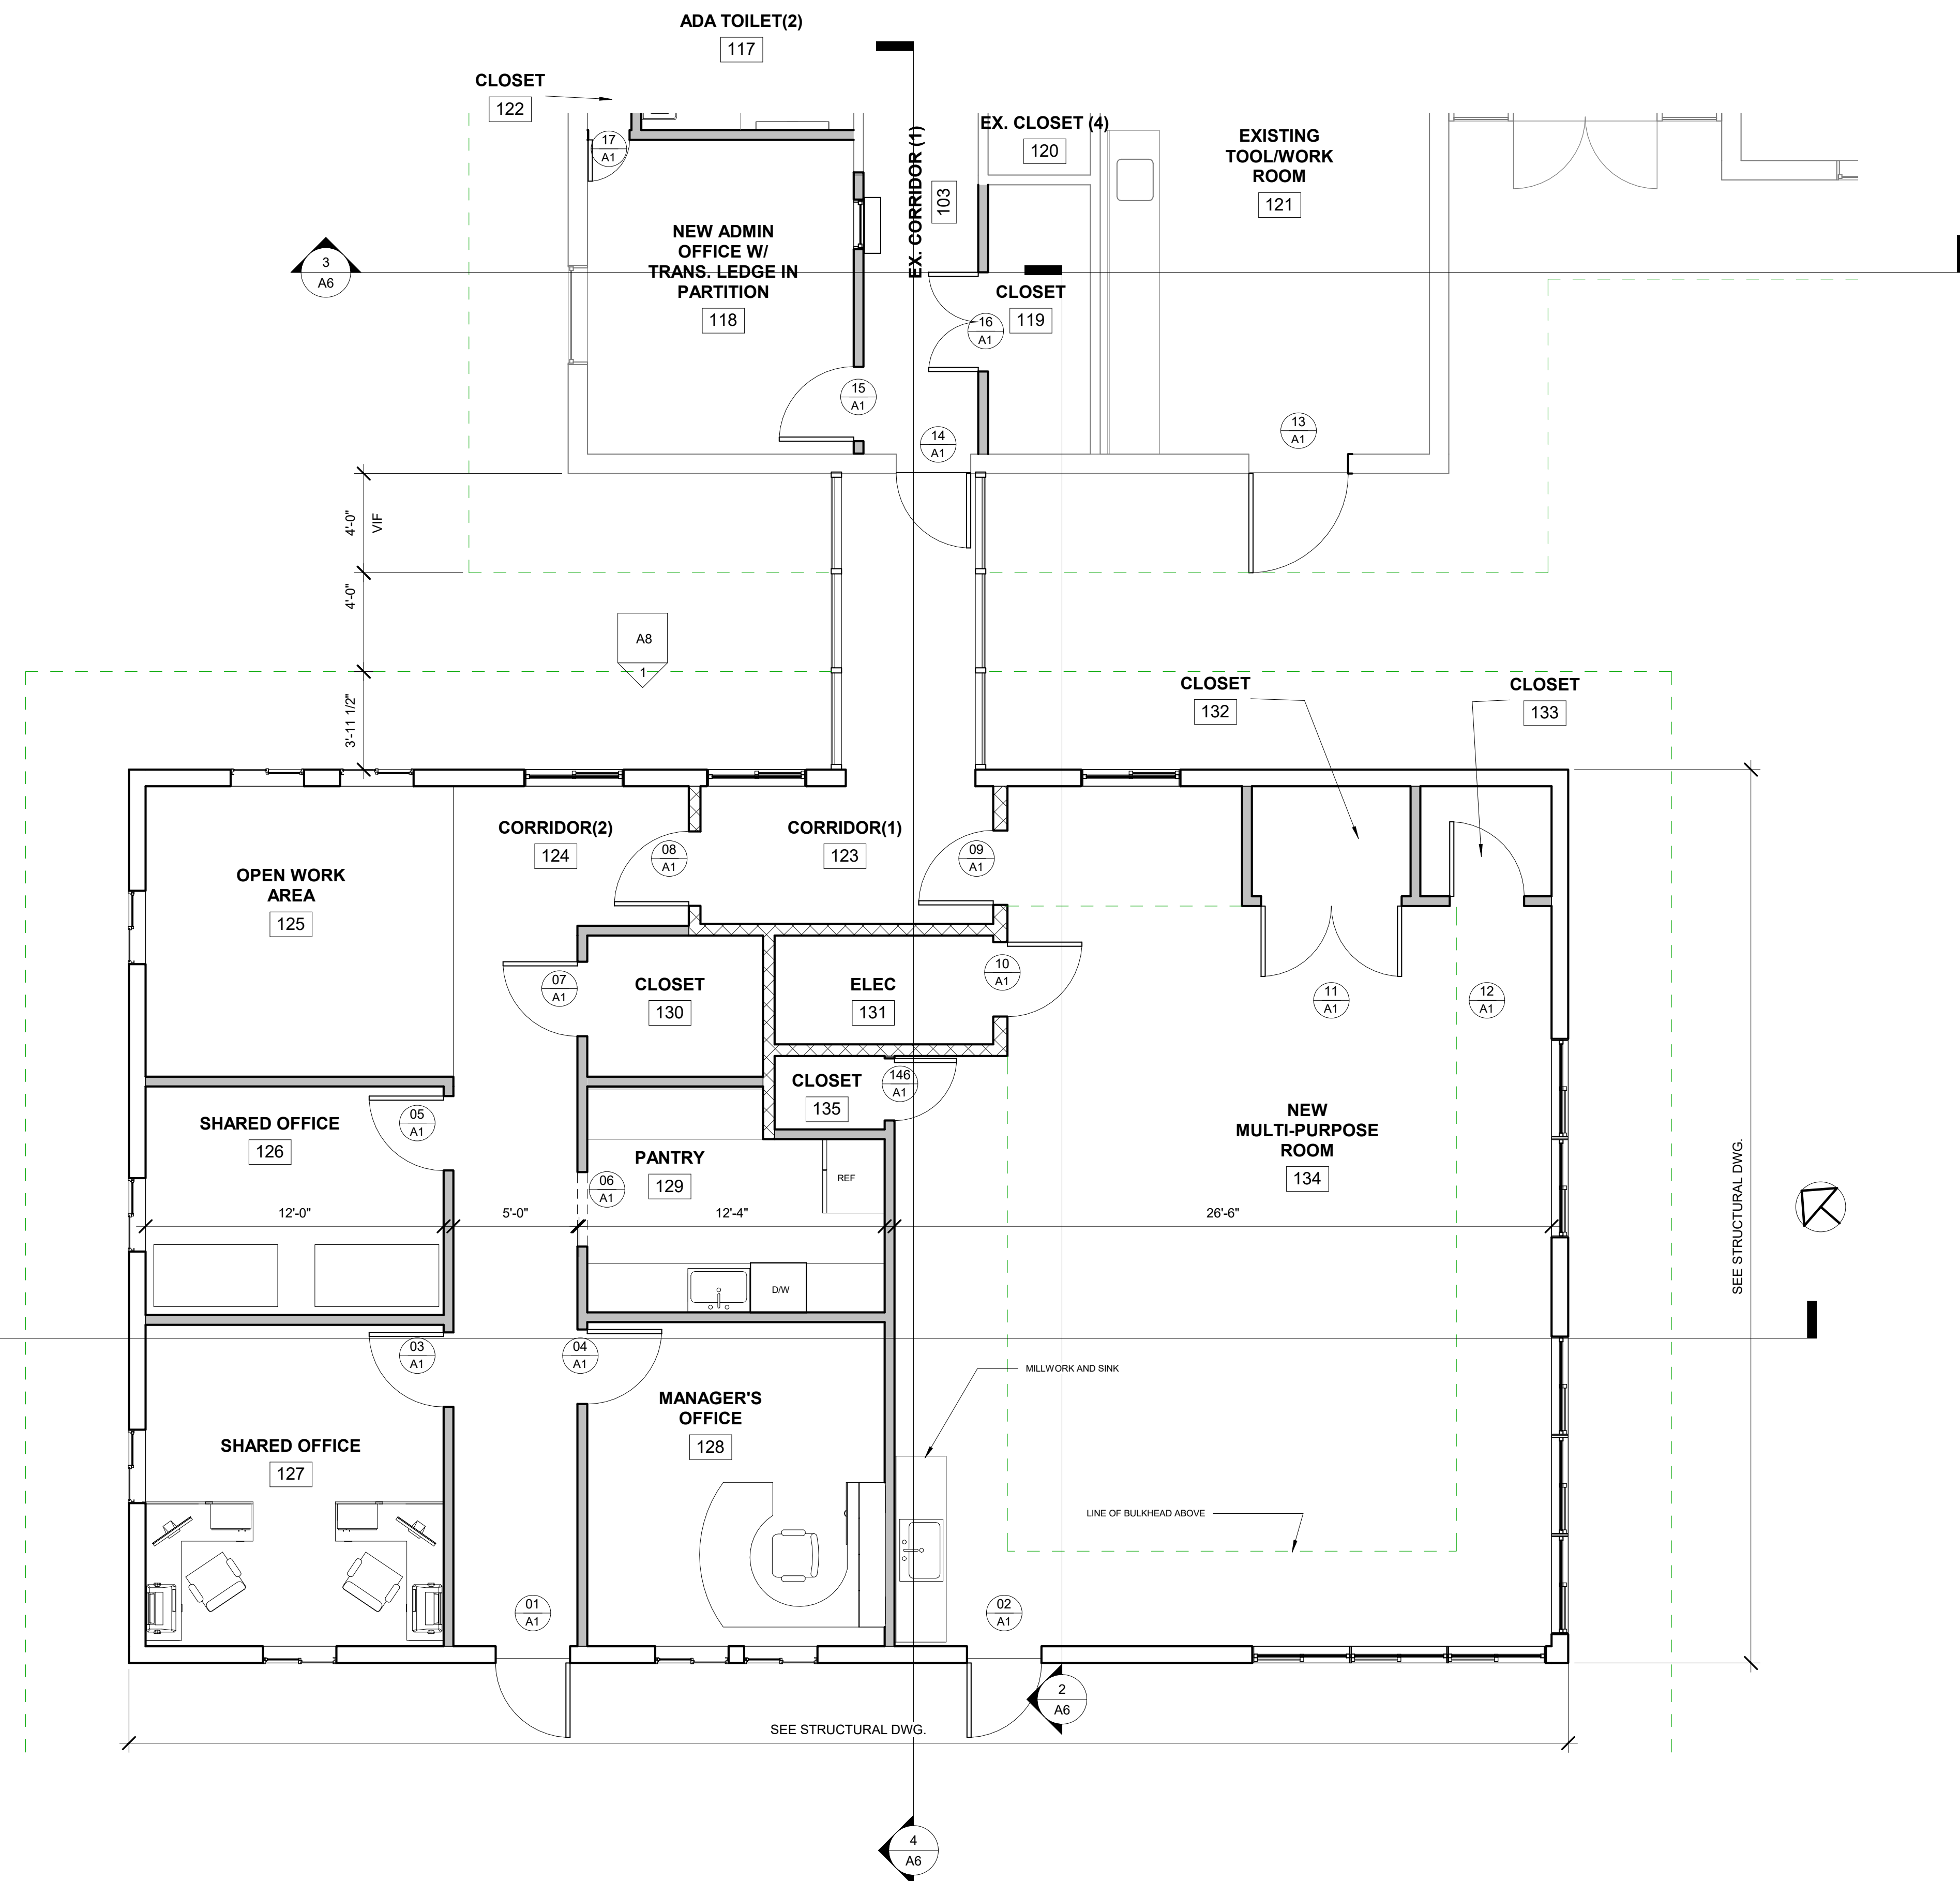 ADA TOILET(2)
117
CLOSET
122
17
A1
EX. CORRIDOR (1)
103
EX. CLOSET (4)
120
EXISTING
TOOL/WORK
ROOM
121
NEW ADMIN
OFFICE W/
TRANS. LEDGE IN
PARTITION
118
3
A6
CLOSET
119
16
A1
15
A1
14
A1
13
A1
4'-0"
VIF
4'-0"
3'-11 1/2"
A8
1
CLOSET
132
CLOSET
133
CORRIDOR(2)
124
08
A1
CORRIDOR(1)
123
09
A1
OPEN WORK
AREA
125
07
A1
CLOSET
130
ELEC
131
10
A1
11
A1
12
A1
CLOSET
135
146
A1
SHARED OFFICE
126
05
A1
PANTRY
129
06
A1
REF
NEW
MULTI-PURPOSE
ROOM
134
12'-0"
5'-0"
12'-4"
26'-6"
SEE STRUCTURAL DWG.
D/W
03
A1
04
A1
MILLWORK AND SINK
MANAGER'S
OFFICE
128
SHARED OFFICE
127
LINE OF BULKHEAD ABOVE
01
A1
02
A1
2
A6
SEE STRUCTURAL DWG.
4
A6